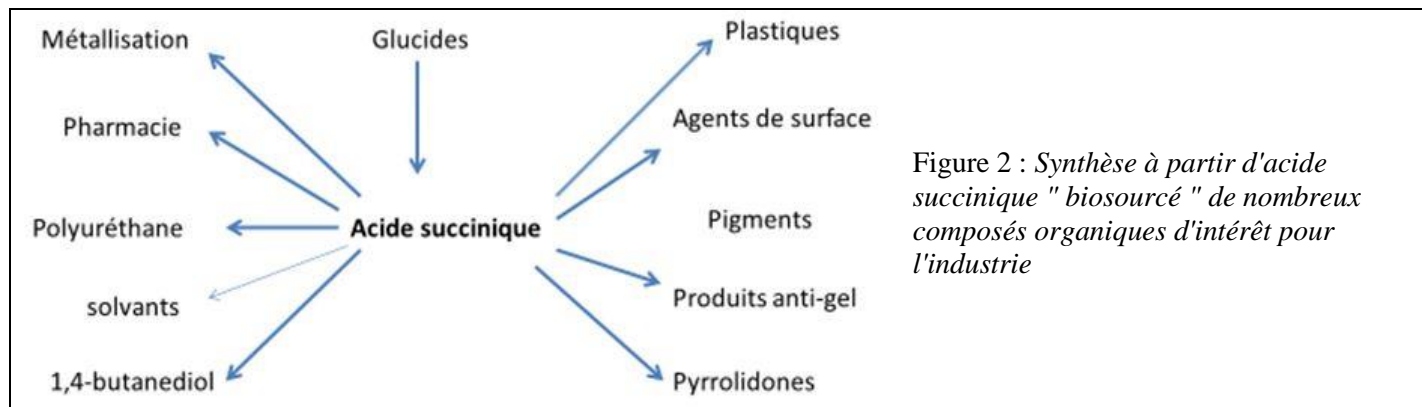 Métallisation
Glucides
Plastiques
Pharmacie
Agents de surface
Polyuréthane
Acide succinique
Pigments
solvants
Produits anti-gel
1,4-butanediol
Pyrrolidones
Figure 2 : Synthèse à partir d'acide
succinique " biosourcé " de nombreux
composés organiques d'intérêt pour
l'industrie